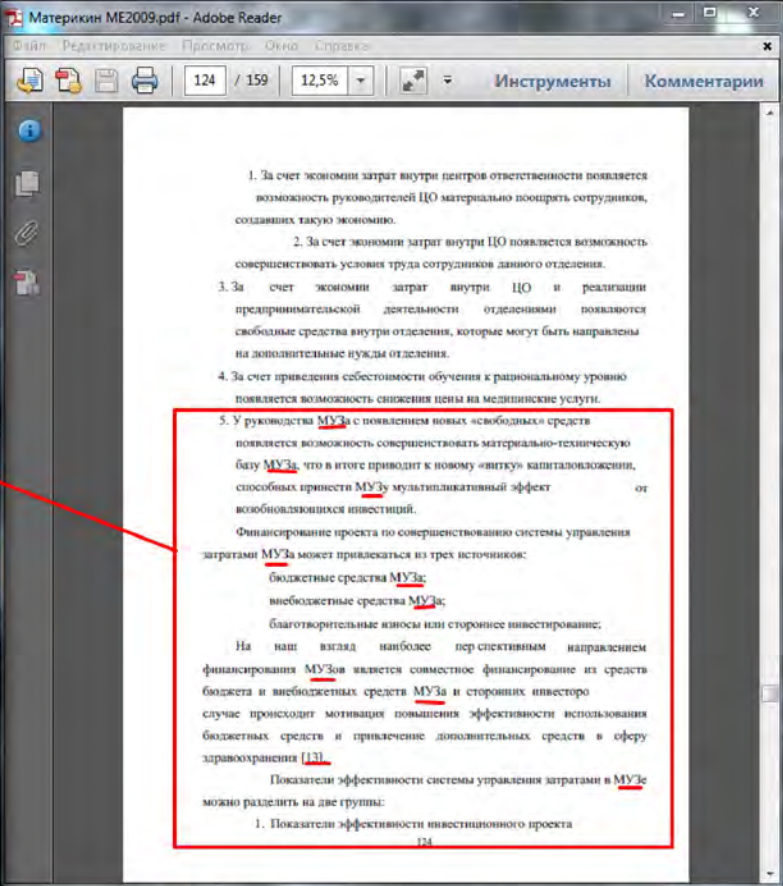 Материкин МЕ2009.pdf - Adobe Reader
Файл Редактирование Просмотр Окно Справка
124 / 159 12,5% Инструменты Комментарии
1. За счет экономии затрат внутри центров ответственности появляется
возможность руководителей ЦО материально поощрять сотрудников,
создавших такую экономию.
2. За счет экономии затрат внутри ЦО появляется возможность
совершенствовать условия труда сотрудников данного отделения.
3. За счет экономии затрат внутри ЦО и реализации
предпринимательской деятельности отделениями появляются
свободные средства внутри отделения, которые могут быть направлены
на дополнительные нужды отделения.
4. За счет приведения себестоимости обучения к рациональному уровню
появляется возможность снижения цены на медицинские услуги.
5. У руководства МУЗа с появлением новых «свободных» средств
появляется возможность совершенствовать материально-техническую
базу МУЗа, что в итоге приводит к новому «витку» капиталовложении,
способных принести МУЗу мультипликативный эффект от
возобновляющихся инвестиций.
Финансирование проекта по совершенствованию системы управления
затратами МУЗа может привлекаться из трех источников:
бюджетные средства МУЗа;
внебюджетные средства МУЗа;
благотворительные взносы или стороннее инвестирование;
На наш взгляд наиболее пер спективным направлением
финансирования МУЗов является совместное финансирование из средств
бюджета и внебюджетных средств МУЗа и сторонних инвесторо
случае происходит мотивация повышения эффективности использования
бюджетных средств и привлечение дополнительных средств в сферу
здравоохранения [13].
Показатели эффективности системы управления затратами в МУЗе
можно разделить на две группы:
1. Показатели эффективности инвестиционного проекта
124